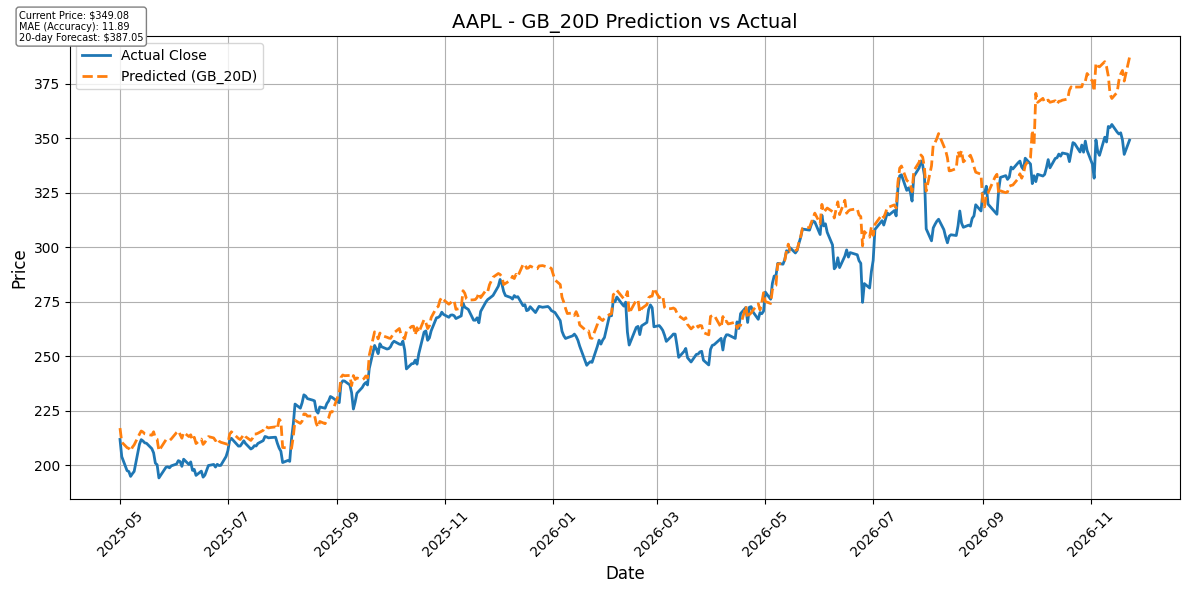 AAPL - GB_20D Prediction vs Actual
Current Price: $349.08
MAE (Accuracy): 11.89
20-day Forecast: $387.05
Actual Close
Predicted (GB_20D)
Price
375
350
325
300
275
250
225
200
2025-05
2025-07
2025-09
2025-11
2026-01
2026-03
2026-05
2026-07
2026-09
2026-11
Date